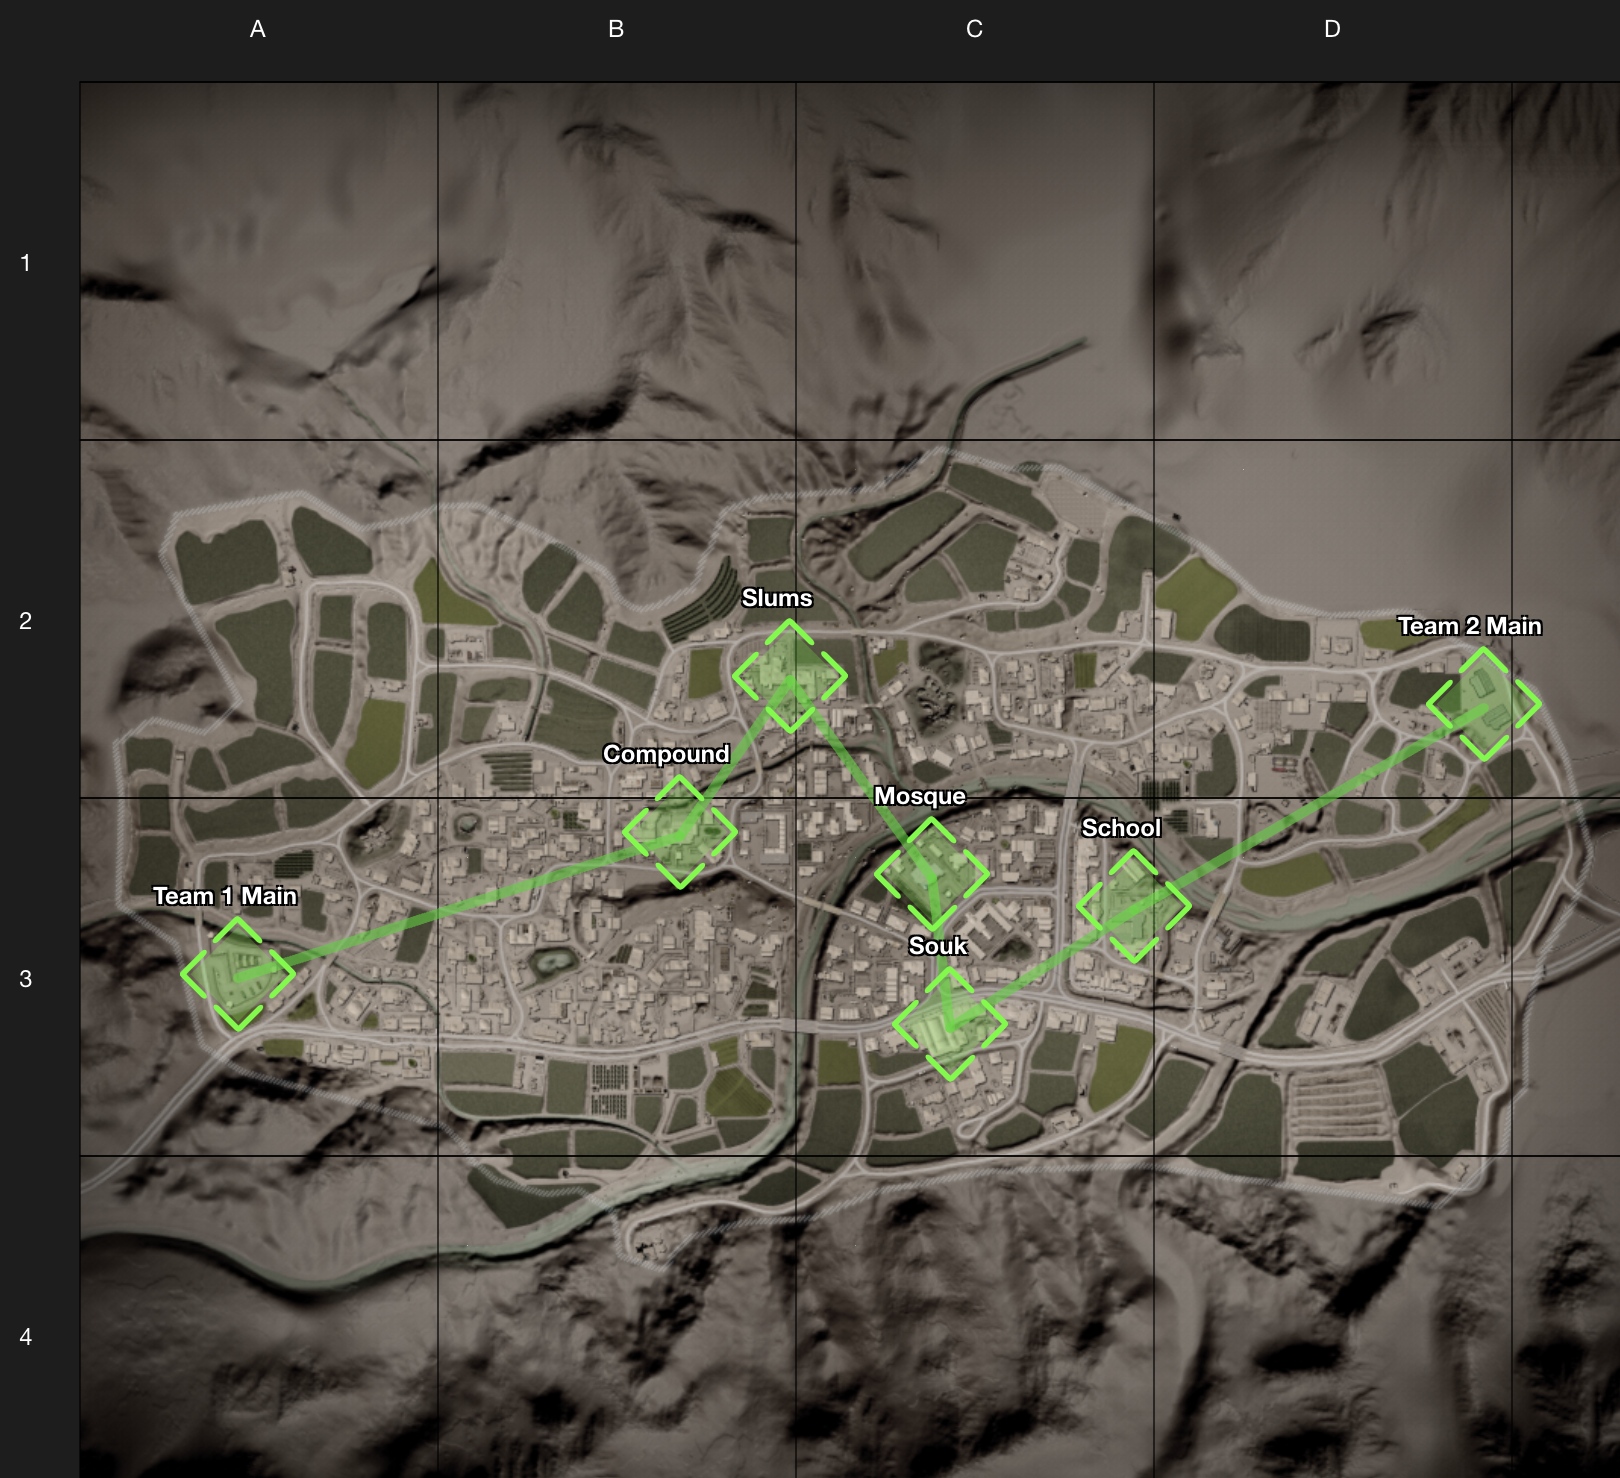 A B C D
1
2
3
4
Slums
Team 2 Main
Compound
Mosque
School
Team 1 Main
Souk